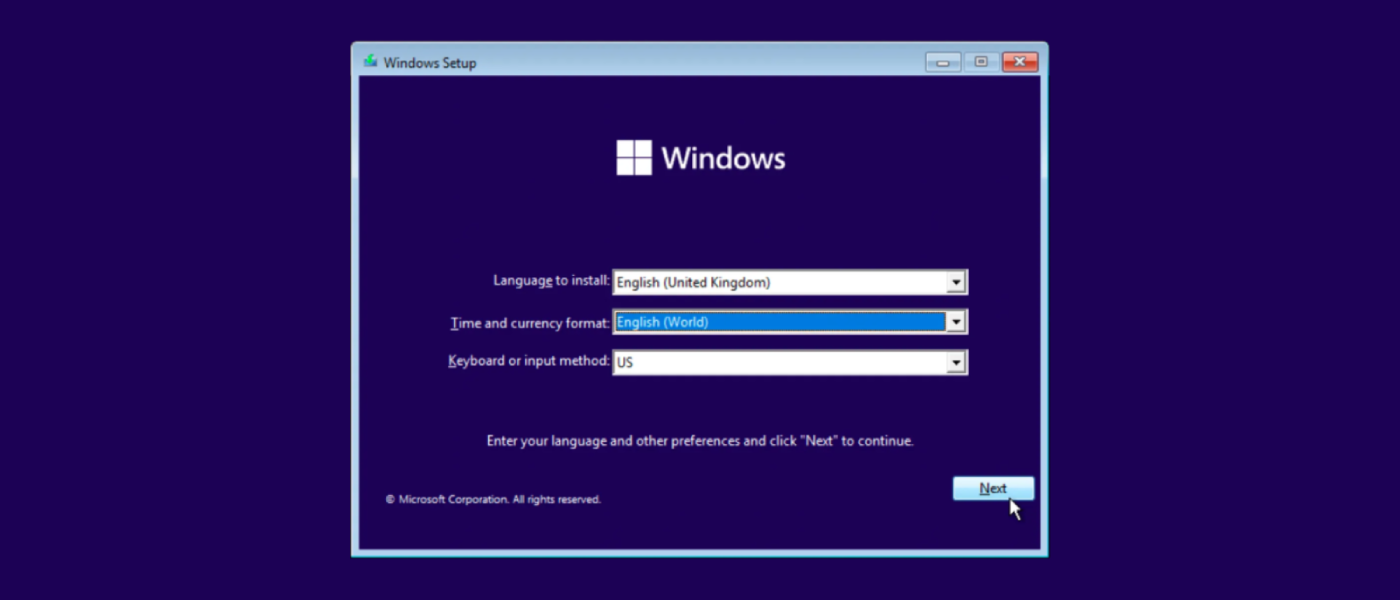 Windows Setup
Windows
Language to install: English (United Kingdom)
Time and currency format: English (World)
Keyboard or input method: US
Enter your language and other preferences and click "Next" to continue.
Next
© Microsoft Corporation. All rights reserved.